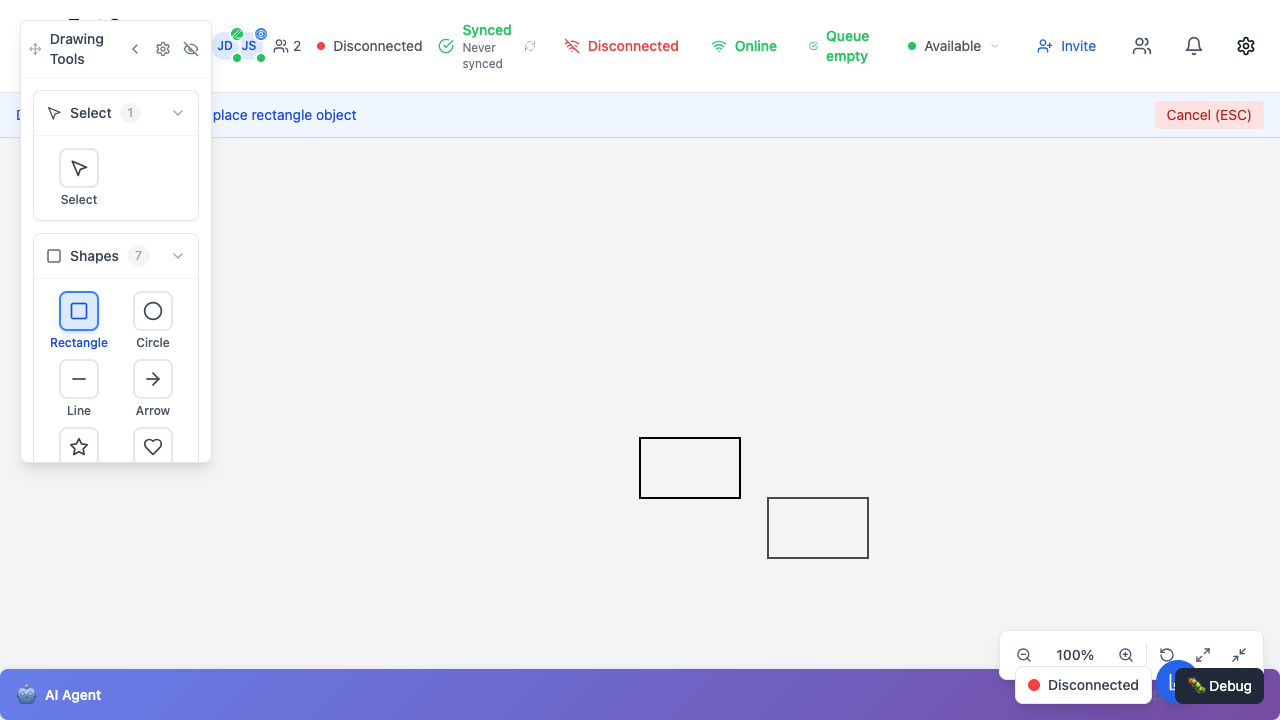 Drawing
Tools
JD
JS
2
Disconnected
Synced
Never
synced
Disconnected
Online
Queue
empty
Available
Invite
place rectangle object
Cancel (ESC)
Select
1
Select
Shapes
7
Rectangle
Circle
Line
Arrow
100%
AI Agent
Disconnected
Debug